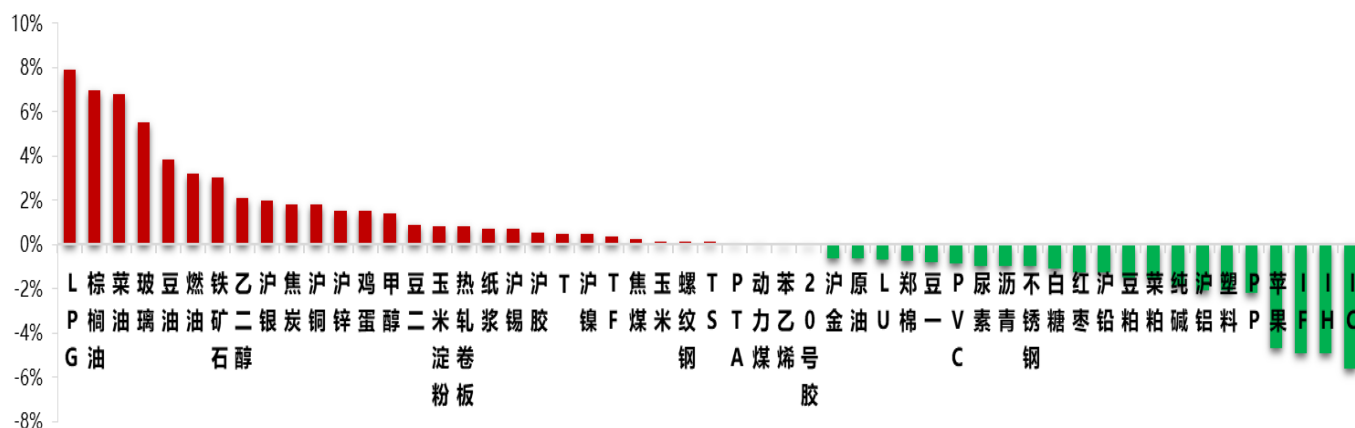 10%
8%
6%
4%
2%
0%
-2%
-4%
-6%
-8%
LPG
棕榈油
菜油
玻璃
豆油
燃油
铁矿石
乙二醇
沪银
焦炭
沪铜
沪锌
鸡蛋
甲醇
豆二
玉米淀粉
热轧卷板
纸浆
沪锡
沪胶
T
沪镍
TF
焦煤
玉米
螺纹钢
TS
PTA
动力煤
苯乙烯
20号胶
沪金
原油
LU
郑棉
豆一
PVC
尿素
沥青
不锈钢
白糖
红枣
沪铅
豆粕
菜粕
纯碱
沪铝
塑料
PP
苹果
IF
IH